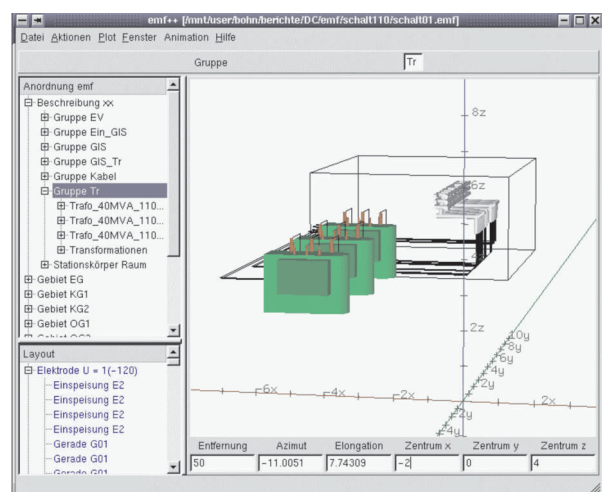 emf++ [/mnt/user/bohn/berichte/DC/emf/schalt110/schalt01.emf]
Datei Aktionen Plot Fenster Animation Hilfe
Gruppe Tr
Anordnung emf
Beschreibung xx
Gruppe EV
Gruppe Ein_GIS
Gruppe GIS
Gruppe GIS_Tr
Gruppe Kabel
Gruppe Tr
Trafo_40MVA_110...
Trafo_40MVA_110...
Trafo_40MVA_110...
Transformationen
Stationskörper Raum
Gebiet EG
Gebiet KG1
Gebiet KG2
Gebiet OG1
Layout
Elektrode U = 1(-120)
Einspeisung E2
Einspeisung E2
Einspeisung E2
Einspeisung E2
Gerade G01
Gerade G01
Gerade G01
8z
6z
4z
2z
10y
8y
6y
4y
2y
-6x
-4x
-2x
2x
-2y
-4y
Entfernung Azimut Elongation Zentrum x Zentrum y Zentrum z
50 -11.0051 7.74309 -2 0 4